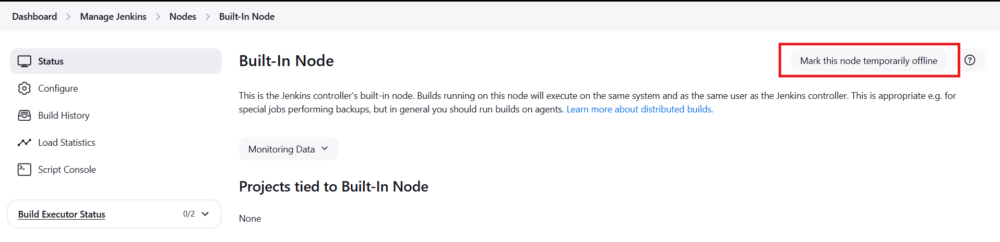 Dashboard > Manage Jenkins > Nodes > Built-In Node
Status
Configure
Build History
Load Statistics
Script Console
Build Executor Status 0/2
Built-In Node
Mark this node temporarily offline
?
This is the Jenkins controller's built-in node. Builds running on this node will execute on the same system and as the same user as the Jenkins controller. This is appropriate e.g. for
special jobs performing backups, but in general you should run builds on agents. Learn more about distributed builds.
Monitoring Data
Projects tied to Built-In Node
None